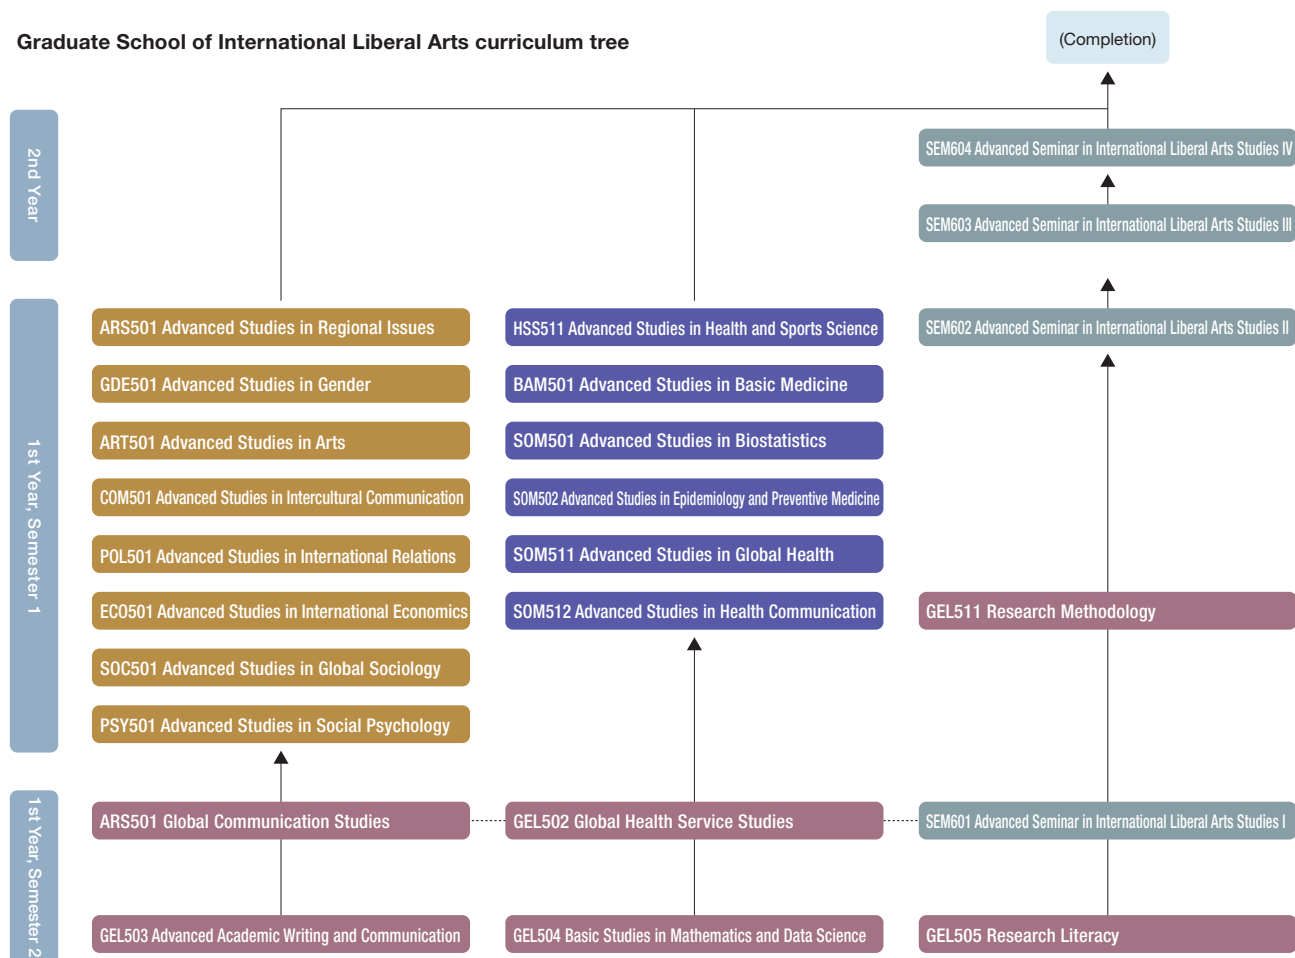 Graduate School of International Liberal Arts curriculum tree
(Completion)
2nd Year
SEM604 Advanced Seminar in International Liberal Arts Studies IV
SEM603 Advanced Seminar in International Liberal Arts Studies III
1st Year, Semester 1
ARS501 Advanced Studies in Regional Issues
HSS511 Advanced Studies in Health and Sports Science
SEM602 Advanced Seminar in International Liberal Arts Studies II
GDE501 Advanced Studies in Gender
BAM501 Advanced Studies in Basic Medicine
ART501 Advanced Studies in Arts
SOM501 Advanced Studies in Biostatistics
COM501 Advanced Studies in Intercultural Communication
SOM502 Advanced Studies in Epidemiology and Preventive Medicine
POL501 Advanced Studies in International Relations
SOM511 Advanced Studies in Global Health
ECO501 Advanced Studies in International Economics
SOM512 Advanced Studies in Health Communication
GEL511 Research Methodology
SOC501 Advanced Studies in Global Sociology
PSY501 Advanced Studies in Social Psychology
1st Year, Semester 2
ARS501 Global Communication Studies
GEL502 Global Health Service Studies
SEM601 Advanced Seminar in International Liberal Arts Studies I
GEL503 Advanced Academic Writing and Communication
GEL504 Basic Studies in Mathematics and Data Science
GEL505 Research Literacy